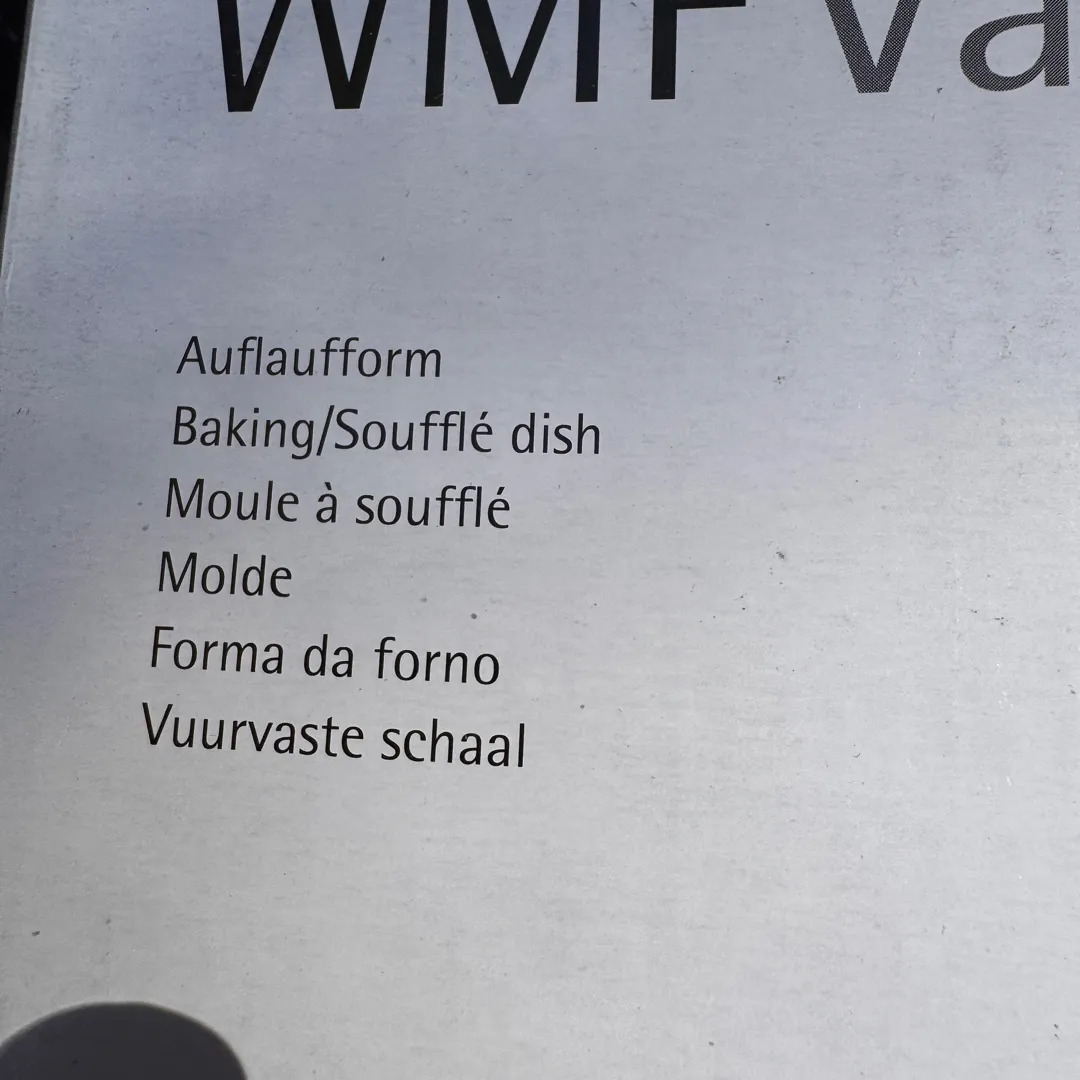 WMF Va
Auflaufform
Baking/Soufflé dish
Moule à soufflé
Molde
Forma da forno
Vuurvaste schaal